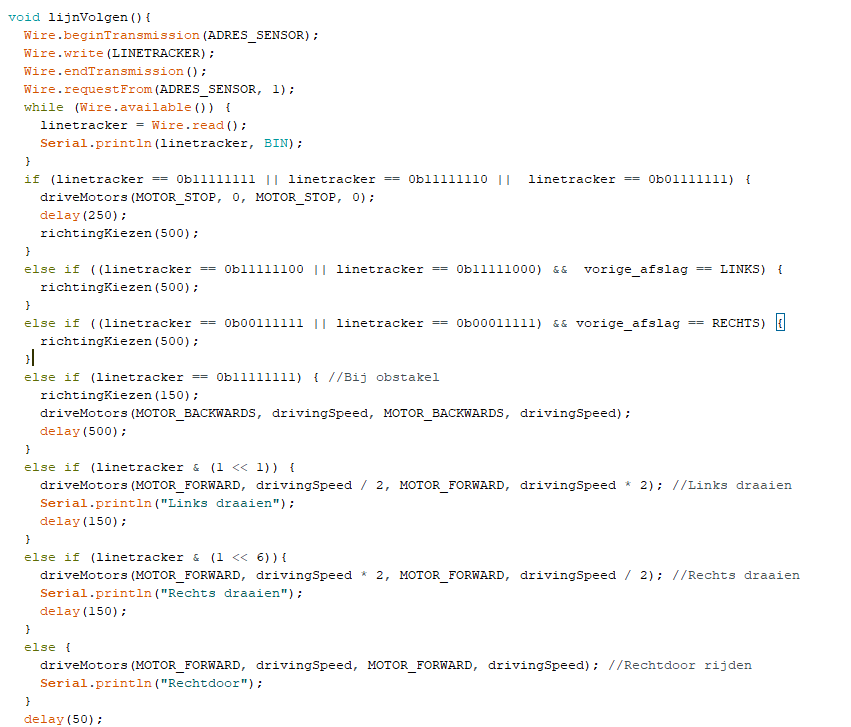 void lijnVolgen(){
  Wire.beginTransmission(ADRES_SENSOR);
  Wire.write(LINETRACKER);
  Wire.endTransmission();
  Wire.requestFrom(ADRES_SENSOR, 1);
  while (Wire.available()) {
    linetracker = Wire.read();
    Serial.println(linetracker, BIN);
  }
  if (linetracker == 0b11111111 || linetracker == 0b11111110 ||  linetracker == 0b01111111) {
    driveMotors(MOTOR_STOP, 0, MOTOR_STOP, 0);
    delay(250);
    richtingKiezen(500);
  }
  else if ((linetracker == 0b11111100 || linetracker == 0b11111000) &&  vorige_afslag == LINKS) {
    richtingKiezen(500);
  }
  else if ((linetracker == 0b00111111 || linetracker == 0b00011111) && vorige_afslag == RECHTS) {
    richtingKiezen(500);
  }
  else if (linetracker == 0b11111111) { //Bij obstakel
    richtingKiezen(150);
    driveMotors(MOTOR_BACKWARDS, drivingSpeed, MOTOR_BACKWARDS, drivingSpeed);
    delay(500);
  }
  else if (linetracker & (1 << 1)) {
    driveMotors(MOTOR_FORWARD, drivingSpeed / 2, MOTOR_FORWARD, drivingSpeed * 2); //Links draaien
    Serial.println("Links draaien");
    delay(150);
  }
  else if (linetracker & (1 << 6)){
    driveMotors(MOTOR_FORWARD, drivingSpeed * 2, MOTOR_FORWARD, drivingSpeed / 2); //Rechts draaien
    Serial.println("Rechts draaien");
    delay(150);
  }
  else {
    driveMotors(MOTOR_FORWARD, drivingSpeed, MOTOR_FORWARD, drivingSpeed); //Rechtdoor rijden
    Serial.println("Rechtdoor");
  }
  delay(50);